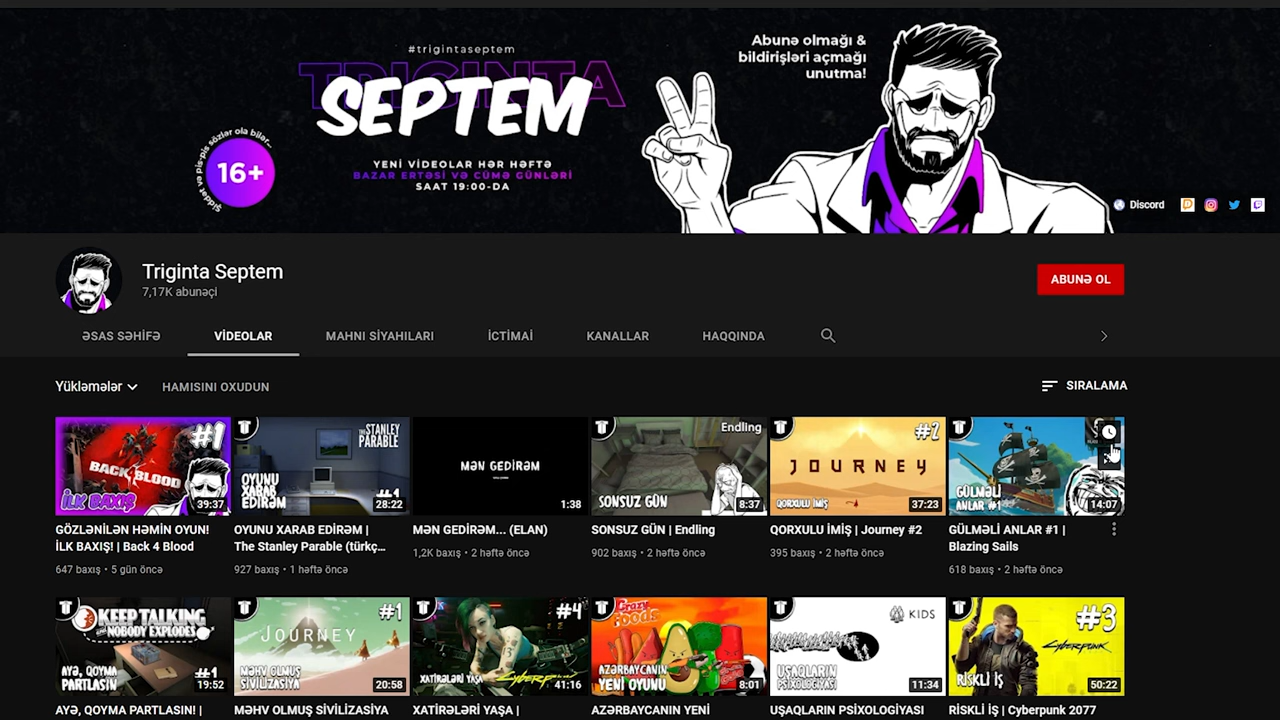 #trigintaseptem
TRIGINTA
SEPTEM
YENİ VİDEOLAR HƏR HƏFTƏ
BAZAR ERTƏSİ VƏ CÜMƏ GÜNLƏRİ
SAAT 19:00-DA
Şiddət və pis-pis sözlər ola bilər~
16+
Abunə olmağı &
bildirişləri açmağı
unutma!
Discord
Triginta Septem
7,17K abunəçi
ABUNƏ OL
ƏSAS SƏHİFƏ
VİDEOLAR
MAHNI SİYAHILARI
İCTİMAİ
KANALLAR
HAQQINDA
Yükləmələr
HAMISINI OXUDUN
SIRALAMA
#1
BACK 4 BLOOD
İLK BAXIŞ
39:37
THE STANLEY
PARABLE
OYUNU
XARAB
EDİRƏM
#1
28:22
MƏN GEDİRƏM
1:38
Endling
SONSUZ GÜN
8:37
#2
JOURNEY
QORXULU İMİŞ
37:23
GÜLMƏLİ
ANLAR #1
14:07
GÖZLƏNİLƏN HƏMİN OYUN!
İLK BAXIŞ! | Back 4 Blood
647 baxış • 5 gün öncə
OYUNU XARAB EDİRƏM |
The Stanley Parable (türkç...
927 baxış • 1 həftə öncə
MƏN GEDİRƏM... (ELAN)
1,2K baxış • 2 həftə öncə
SONSUZ GÜN | Endling
902 baxış • 2 həftə öncə
QORXULU İMİŞ | Journey #2
395 baxış • 2 həftə öncə
GÜLMƏLİ ANLAR #1 |
Blazing Sails
618 baxış • 2 həftə öncə
KEEP TALKING
AND NOBODY EXPLODES
AYƏ, QOYMA
PARTLASIN
#1
19:52
#1
JOURNEY
MƏHV OLMUŞ
SİVİLİZASİYA
20:58
#4
XATİRƏLƏRİ YAŞA
CYBERPUNK
41:16
Crazy
Foods
AZƏRBAYCANIN
YENİ OYUNU
8:01
KIDS
UŞAQLARIN
PSİXOLOGİYASI
11:34
#3
CYBERPUNK
RİSKLİ İŞ
50:22
AYƏ, QOYMA PARTLASIN! |
MƏHV OLMUŞ SİVİLİZASİYA
XATİRƏLƏRİ YAŞA |
AZƏRBAYCANIN YENİ
UŞAQLARIN PSİXOLOGİYASI
RİSKLİ İŞ | Cyberpunk 2077